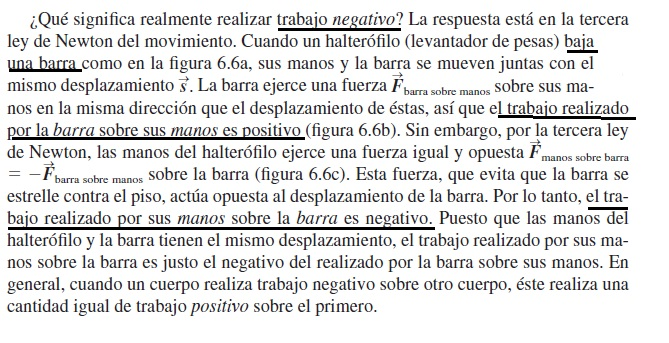 ¿Qué significa realmente realizar trabajo negativo? La respuesta está en la tercera
ley de Newton del movimiento. Cuando un halterófilo (levantador de pesas) baja
una barra como en la figura 6.6a, sus manos y la barra se mueven juntas con el
mismo desplazamiento s⃗. La barra ejerce una fuerza F⃗ barra sobre manos sobre sus ma-
nos en la misma dirección que el desplazamiento de éstas, así que el trabajo realizado
por la barra sobre sus manos es positivo (figura 6.6b). Sin embargo, por la tercera ley
de Newton, las manos del halterófilo ejerce una fuerza igual y opuesta F⃗ manos sobre barra
= −F⃗ barra sobre manos sobre la barra (figura 6.6c). Esta fuerza, que evita que la barra se
estrelle contra el piso, actúa opuesta al desplazamiento de la barra. Por lo tanto, el tra-
bajo realizado por sus manos sobre la barra es negativo. Puesto que las manos del
halterófilo y la barra tienen el mismo desplazamiento, el trabajo realizado por sus ma-
nos sobre la barra es justo el negativo del realizado por la barra sobre sus manos. En
general, cuando un cuerpo realiza trabajo negativo sobre otro cuerpo, éste realiza una
cantidad igual de trabajo positivo sobre el primero.